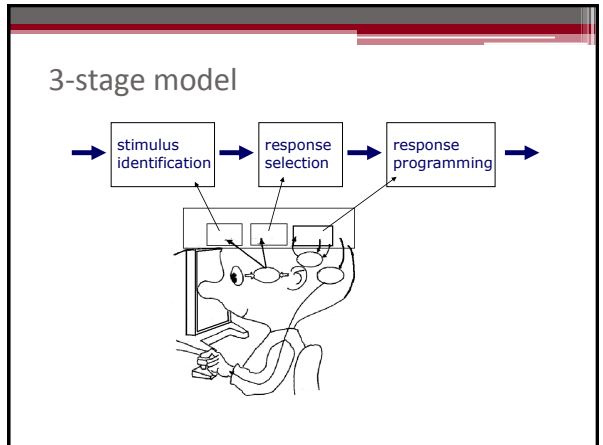 3-stage model
stimulus
identification
response
selection
response
programming